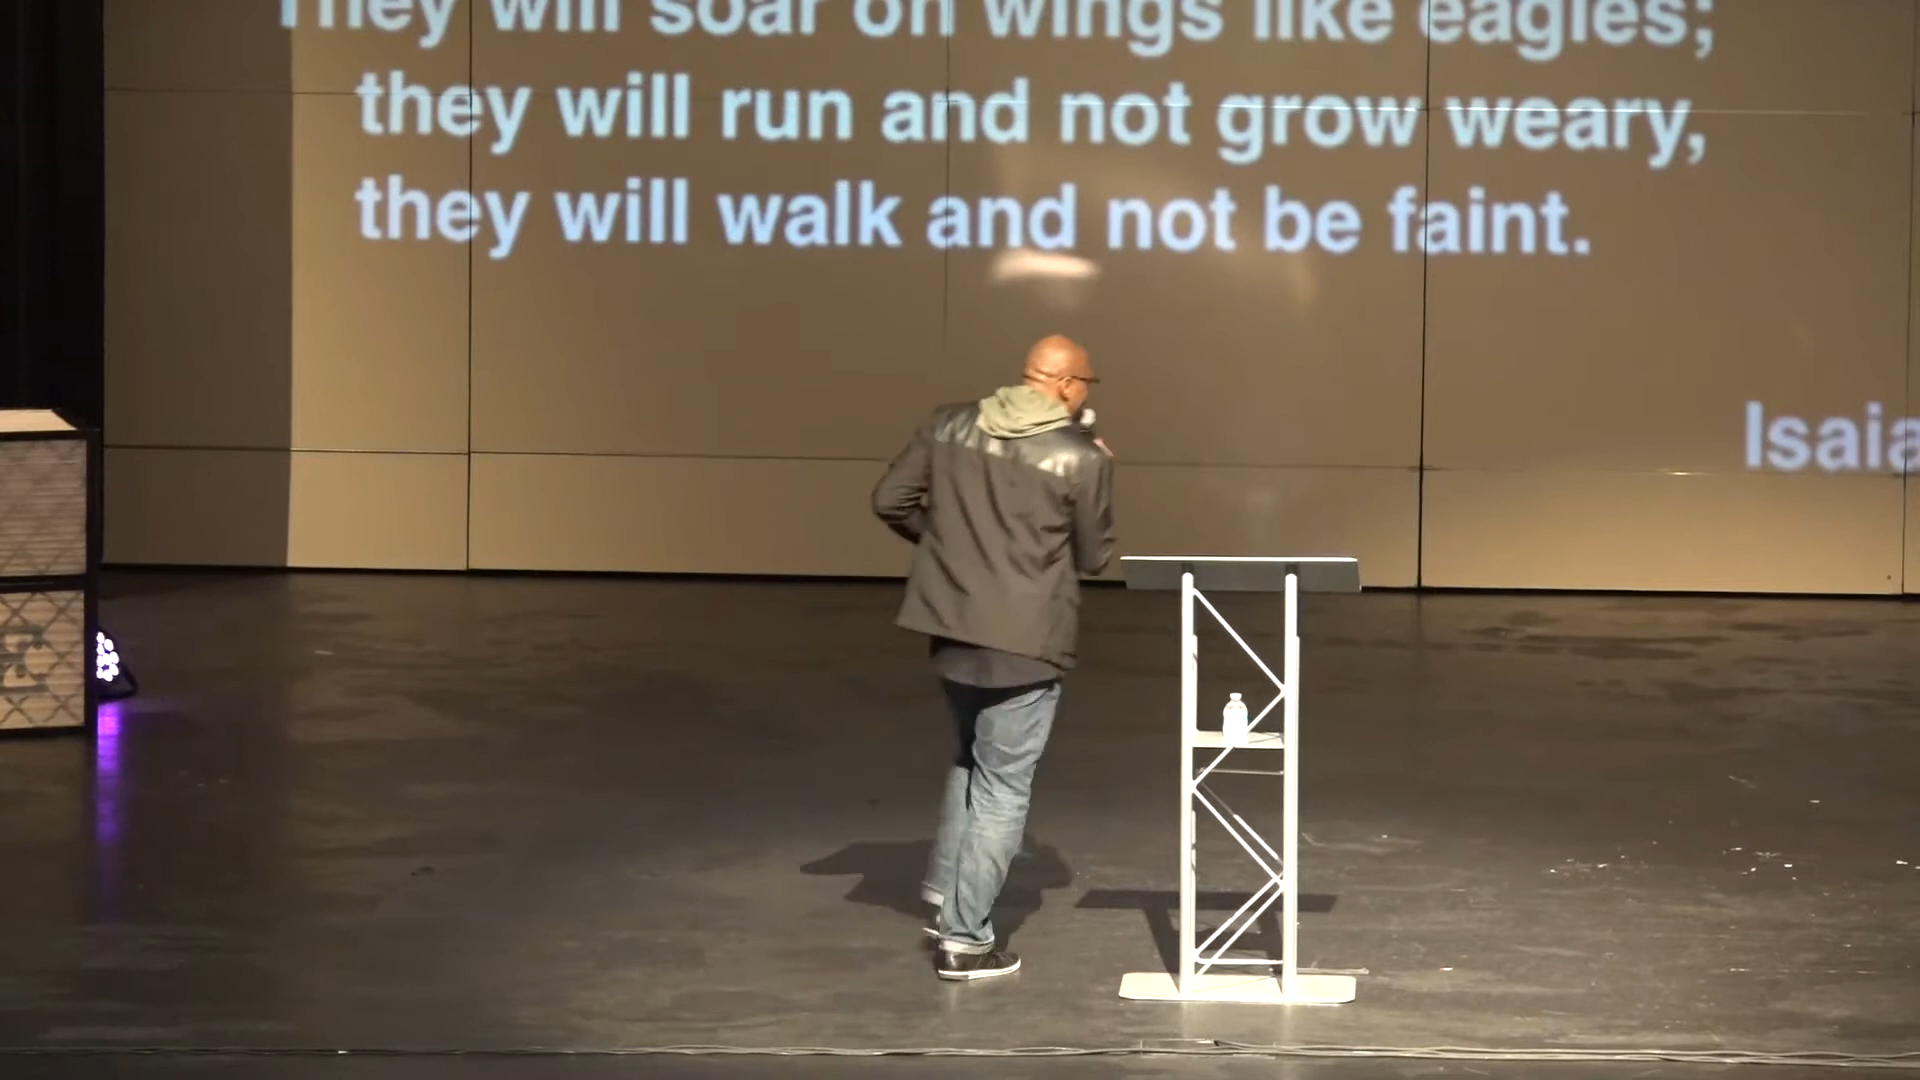 They will soar on wings like eagles;
they will run and not grow weary,
they will walk and not be faint.
Isaia